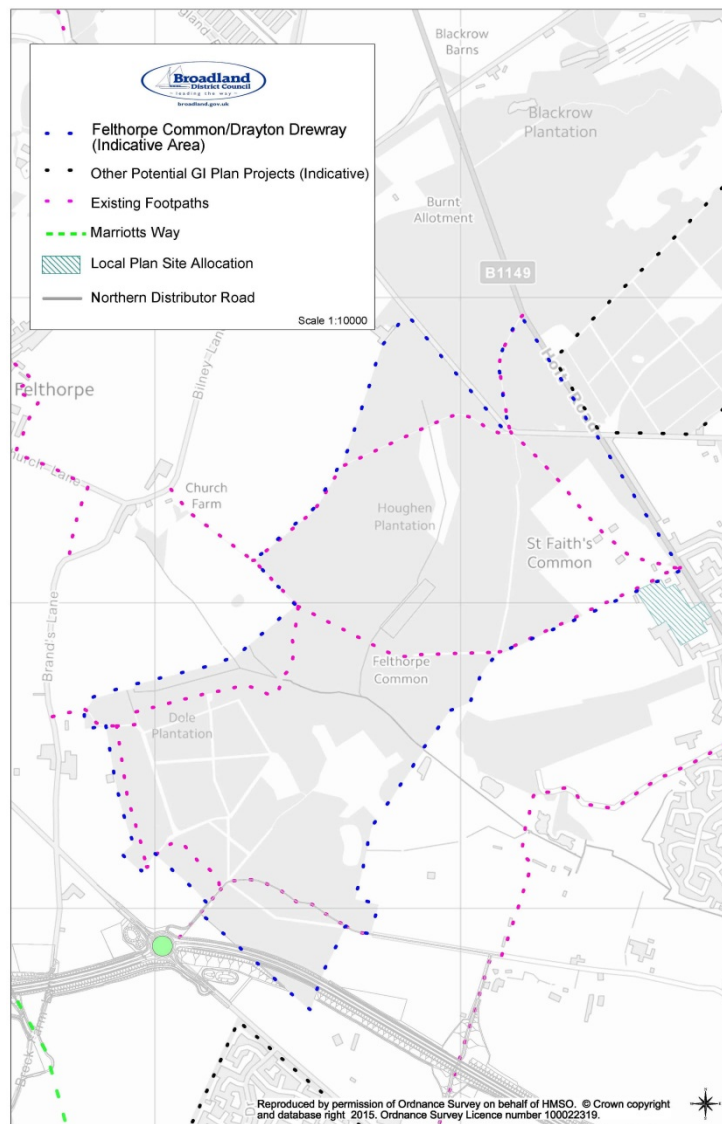 Blackrow
Barns
Broadland
District Council
leading the way
broadland.gov.uk
Felthorpe Common/Drayton Drewray
(Indicative Area)
Other Potential GI Plan Projects (Indicative)
Existing Footpaths
Marriotts Way
Local Plan Site Allocation
Northern Distributor Road
Scale 1:10000
Blackrow
Plantation
Burnt
Allotment
B1149
Felthorpe
Bilney Lane
Church Farm
Houghen
Plantation
St Faith's
Common
Brand's Lane
Felthorpe
Common
Dole
Plantation
Reproduced by permission of Ordnance Survey on behalf of HMSO. © Crown copyright
and database right 2015. Ordnance Survey Licence number 100022319.